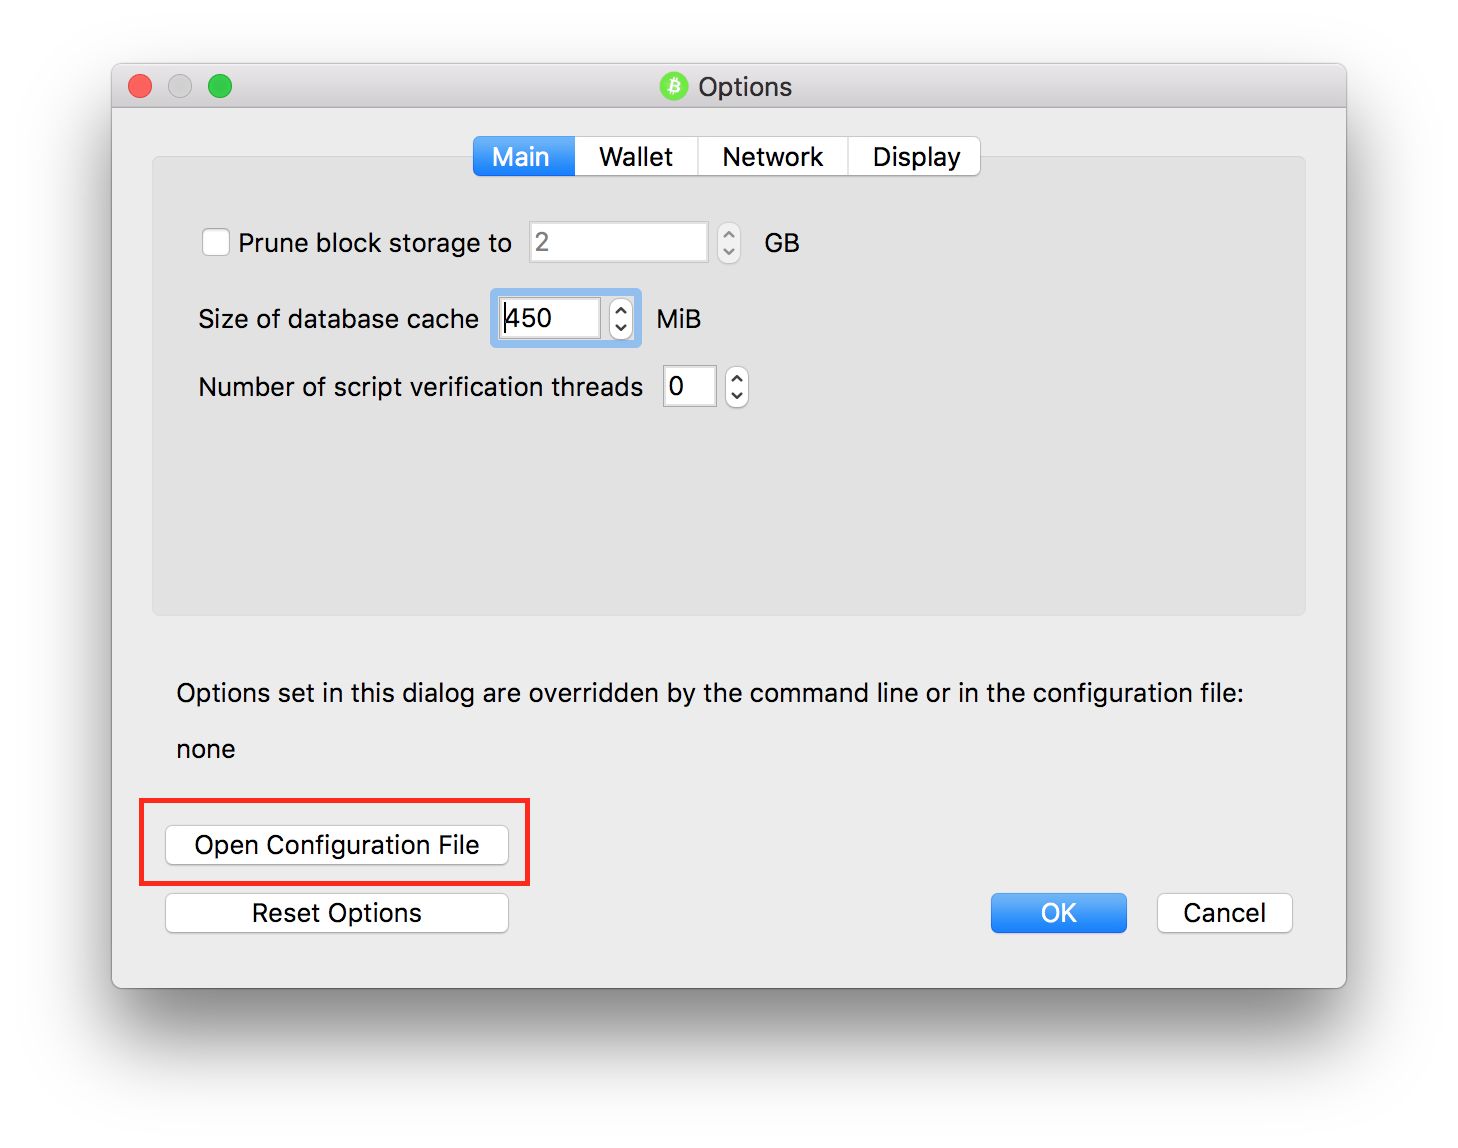 Options
Main Wallet Network Display
Prune block storage to 2 GB
Size of database cache 450 MiB
Number of script verification threads 0
Options set in this dialog are overridden by the command line or in the configuration file:
none
Open Configuration File
Reset Options OK Cancel